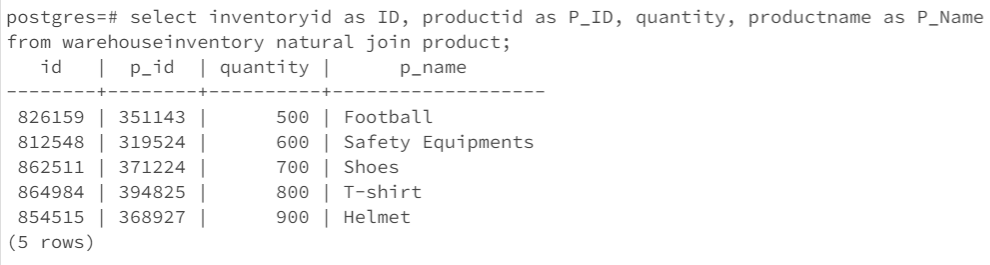 postgres=# select inventoryid as ID, productid as P_ID, quantity, productname as P_Name
from warehouseinventory natural join product;
   id   |  p_id  | quantity |      p_name
--------+--------+----------+-------------------
 826159 | 351143 |      500 | Football
 812548 | 319524 |      600 | Safety Equipments
 862511 | 371224 |      700 | Shoes
 864984 | 394825 |      800 | T-shirt
 854515 | 368927 |      900 | Helmet
(5 rows)